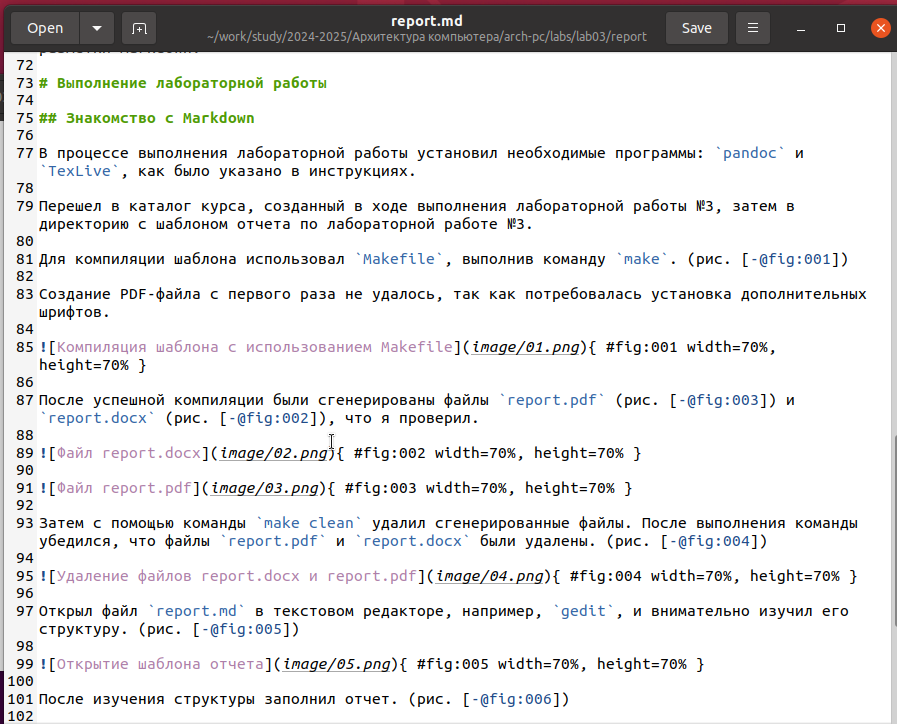 Open
report.md
~/work/study/2024-2025/Архитектура компьютера/arch-pc/labs/lab03/report
Save
72
73 # Выполнение лабораторной работы
74
75 ## Знакомство с Markdown
76
77 В процессе выполнения лабораторной работы установил необходимые программы: `pandoc` и
`TexLive`, как было указано в инструкциях.
78
79 Перешел в каталог курса, созданный в ходе выполнения лабораторной работы №3, затем в
директорию с шаблоном отчета по лабораторной работе №3.
80
81 Для компиляции шаблона использовал `Makefile`, выполнив команду `make`. (рис. [-@fig:001])
82
83 Создание PDF-файла с первого раза не удалось, так как потребовалась установка дополнительных
шрифтов.
84
85 ![Компиляция шаблона с использованием Makefile](image/01.png){ #fig:001 width=70%,
height=70% }
86
87 После успешной компиляции были сгенерированы файлы `report.pdf` (рис. [-@fig:003]) и
`report.docx` (рис. [-@fig:002]), что я проверил.
88
89 ![Файл report.docx](image/02.png){ #fig:002 width=70%, height=70% }
90
91 ![Файл report.pdf](image/03.png){ #fig:003 width=70%, height=70% }
92
93 Затем с помощью команды `make clean` удалил сгенерированные файлы. После выполнения команды
убедился, что файлы `report.pdf` и `report.docx` были удалены. (рис. [-@fig:004])
94
95 ![Удаление файлов report.docx и report.pdf](image/04.png){ #fig:004 width=70%, height=70% }
96
97 Открыл файл `report.md` в текстовом редакторе, например, `gedit`, и внимательно изучил его
структуру. (рис. [-@fig:005])
98
99 ![Открытие шаблона отчета](image/05.png){ #fig:005 width=70%, height=70% }
100
101 После изучения структуры заполнил отчет. (рис. [-@fig:006])
102